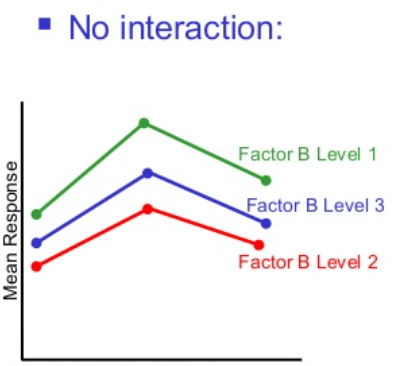 No interaction:
Mean Response
Factor B Level 1
Factor B Level 3
Factor B Level 2